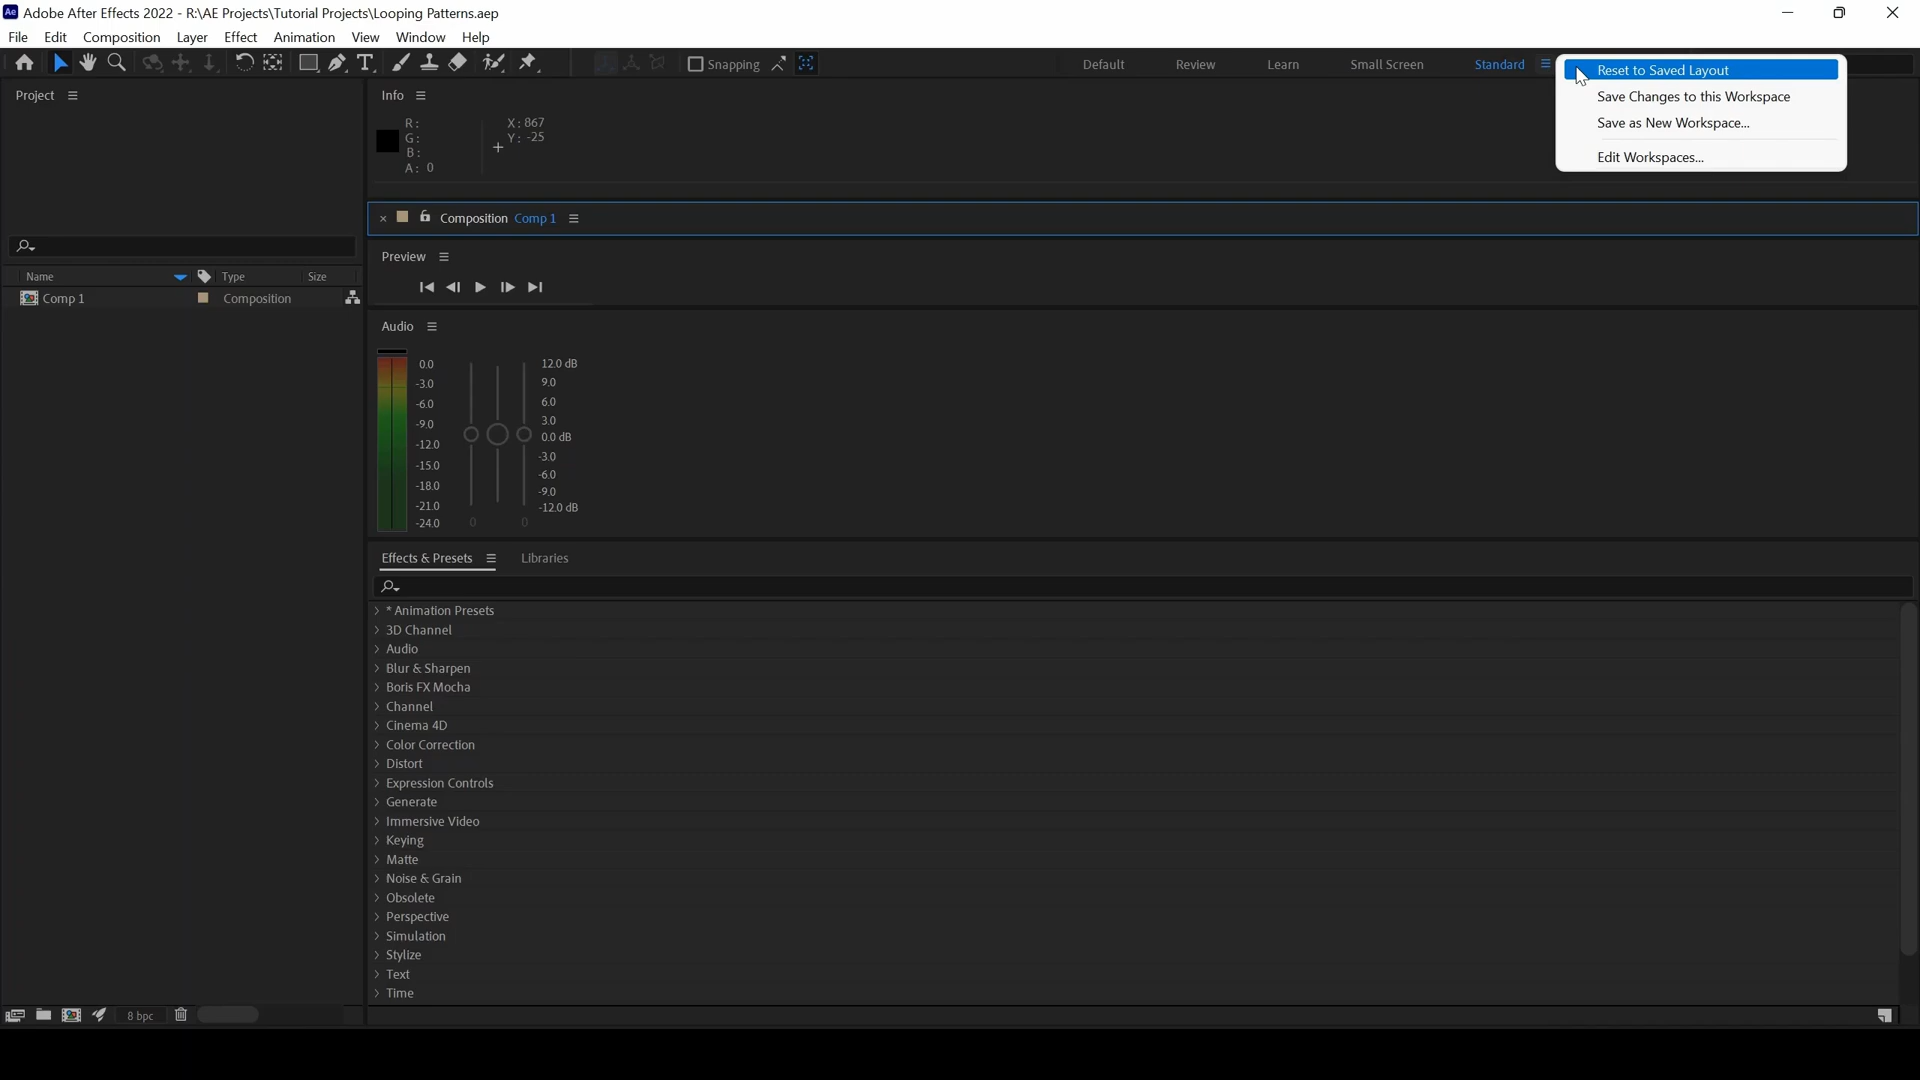 Ae Adobe After Effects 2022 - R:\AE Projects\Tutorial Projects\Looping Patterns.aep
File Edit Composition Layer Effect Animation View Window Help
Snapping Default Review Learn Small Screen Standard
Reset to Saved Layout
Save Changes to this Workspace
Save as New Workspace...
Edit Workspaces...
Project
Name Type Size
Comp 1 Composition
8 bpc
Info
R:
G:
B:
A: 0
X: 867
Y: -25
Composition Comp 1
Preview
Audio
0.0
-3.0
-6.0
-9.0
-12.0
-15.0
-18.0
-21.0
-24.0
0 0
12.0 dB
9.0
6.0
3.0
0.0 dB
-3.0
-6.0
-9.0
-12.0 dB
Effects & Presets Libraries
* Animation Presets
3D Channel
Audio
Blur & Sharpen
Boris FX Mocha
Channel
Cinema 4D
Color Correction
Distort
Expression Controls
Generate
Immersive Video
Keying
Matte
Noise & Grain
Obsolete
Perspective
Simulation
Stylize
Text
Time